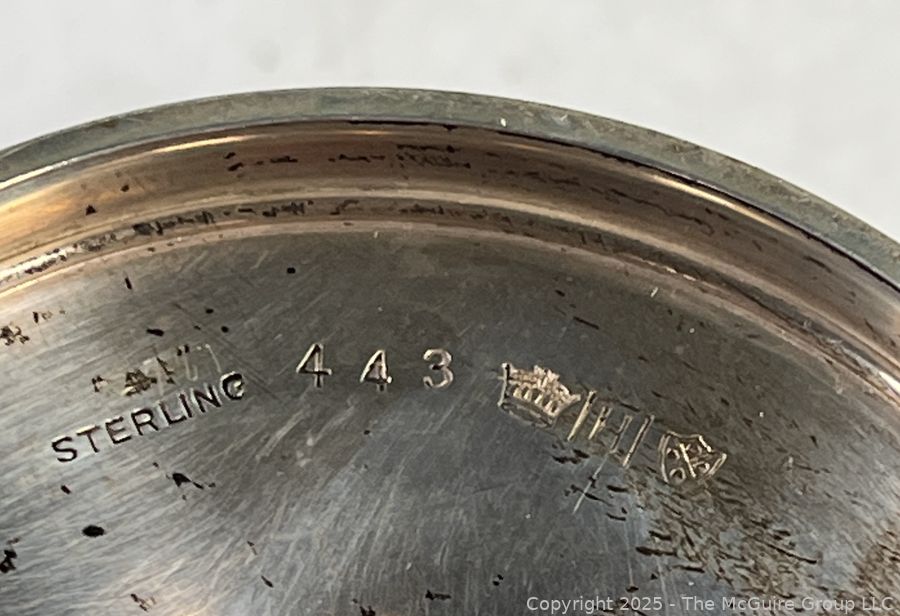 STERLING 443 H
Copyright 2025 - The McGuire Group LLC